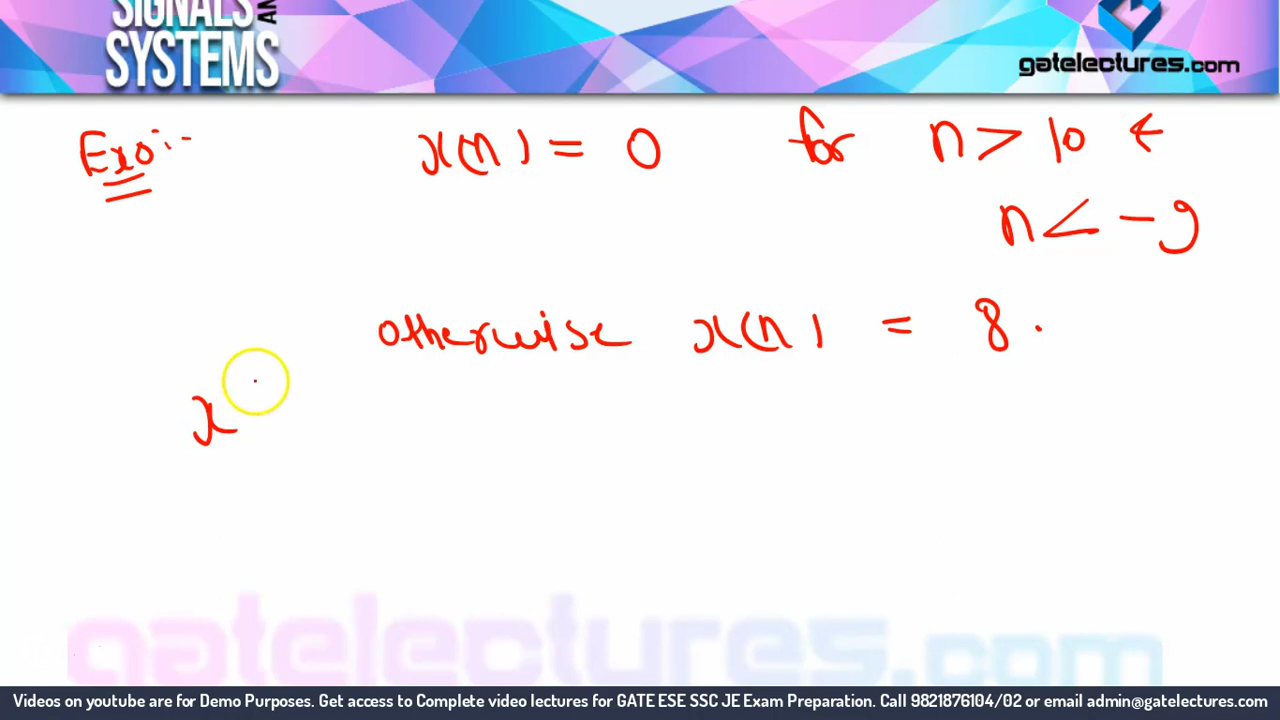 SIGNALS AND
SYSTEMS
gatelectures.com
Ex:- x(n) = 0 for n > 10 ←
n < - 9
otherwise x(n) = 8.
x
gatelectures.com
Videos on youtube are for Demo Purposes. Get access to Complete video lectures for GATE ESE SSC JE Exam Preparation. Call 9821876104/02 or email admin@gatelectures.com